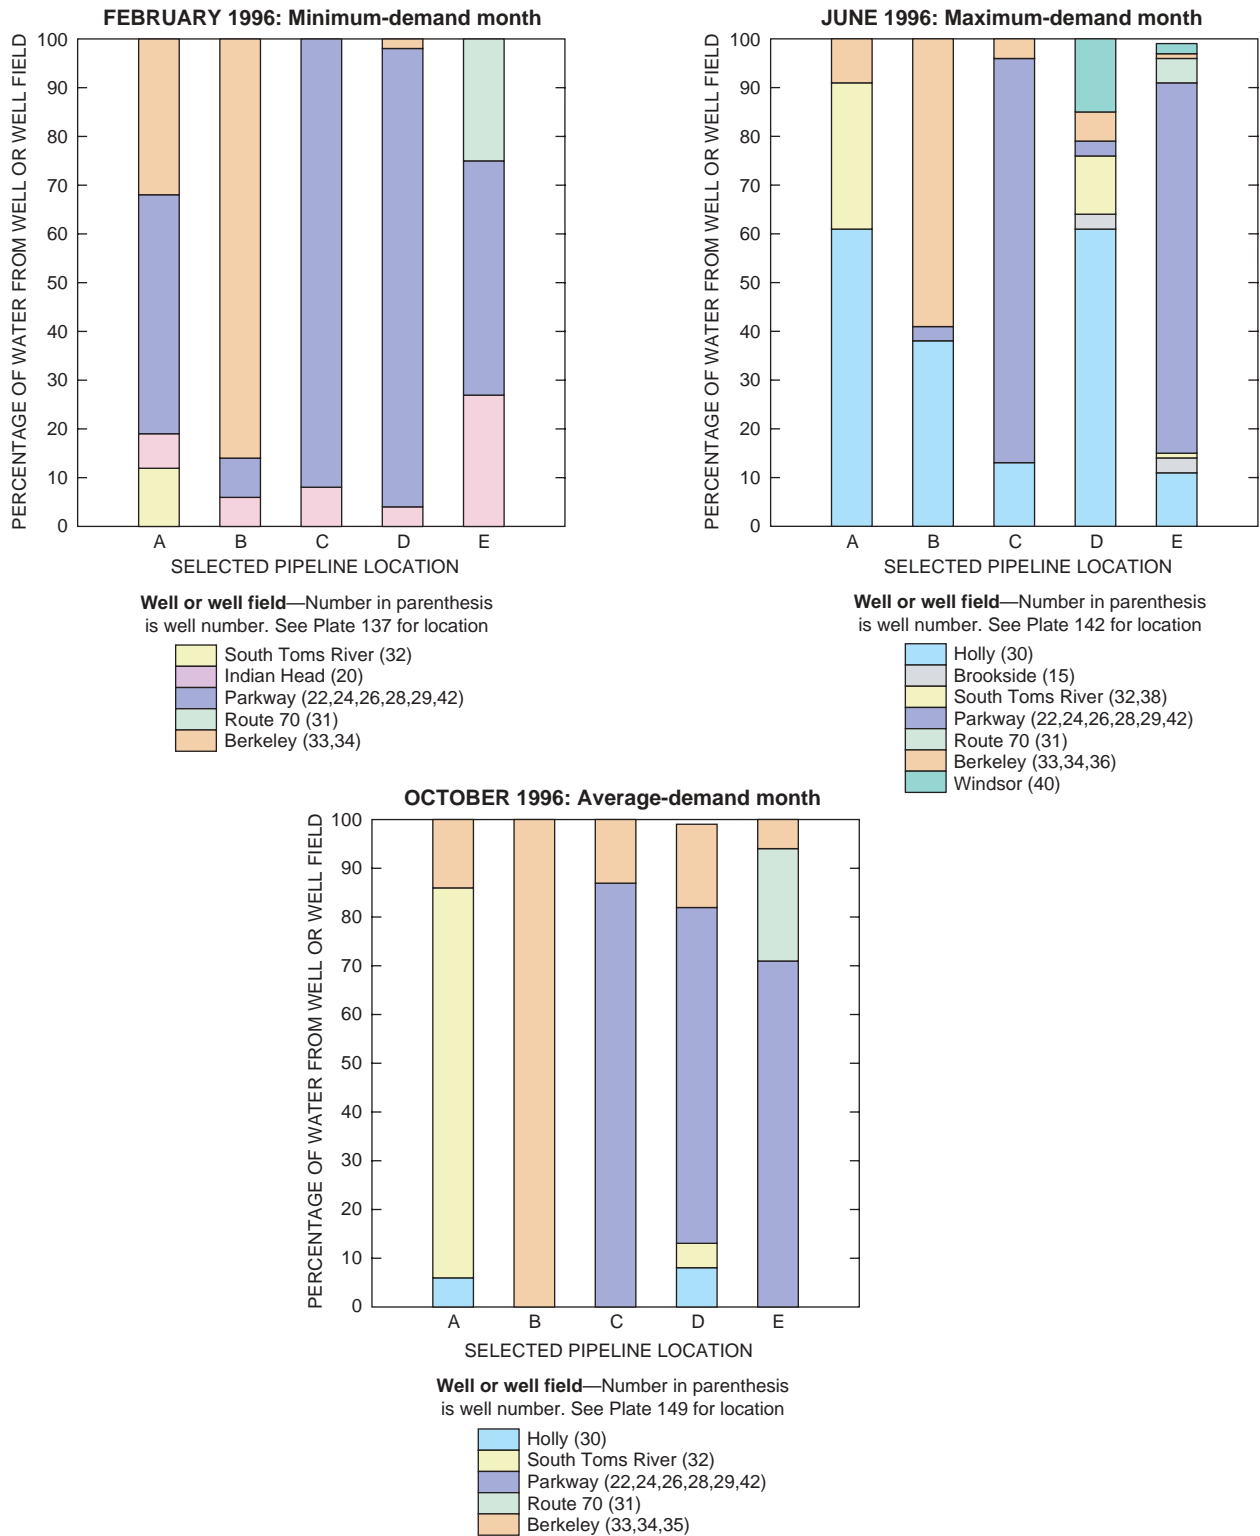 FEBRUARY 1996: Minimum-demand month
PERCENTAGE OF WATER FROM WELL OR WELL FIELD
100
90
80
70
60
50
40
30
20
10
0
A B C D E
SELECTED PIPELINE LOCATION
Well or well field—Number in parenthesis
is well number. See Plate 137 for location
South Toms River (32)
Indian Head (20)
Parkway (22,24,26,28,29,42)
Route 70 (31)
Berkeley (33,34)
JUNE 1996: Maximum-demand month
PERCENTAGE OF WATER FROM WELL OR WELL FIELD
100
90
80
70
60
50
40
30
20
10
0
A B C D E
SELECTED PIPELINE LOCATION
Well or well field—Number in parenthesis
is well number. See Plate 142 for location
Holly (30)
Brookside (15)
South Toms River (32,38)
Parkway (22,24,26,28,29,42)
Route 70 (31)
Berkeley (33,34,36)
Windsor (40)
OCTOBER 1996: Average-demand month
PERCENTAGE OF WATER FROM WELL OR WELL FIELD
100
90
80
70
60
50
40
30
20
10
0
A B C D E
SELECTED PIPELINE LOCATION
Well or well field—Number in parenthesis
is well number. See Plate 149 for location
Holly (30)
South Toms River (32)
Parkway (22,24,26,28,29,42)
Route 70 (31)
Berkeley (33,34,35)